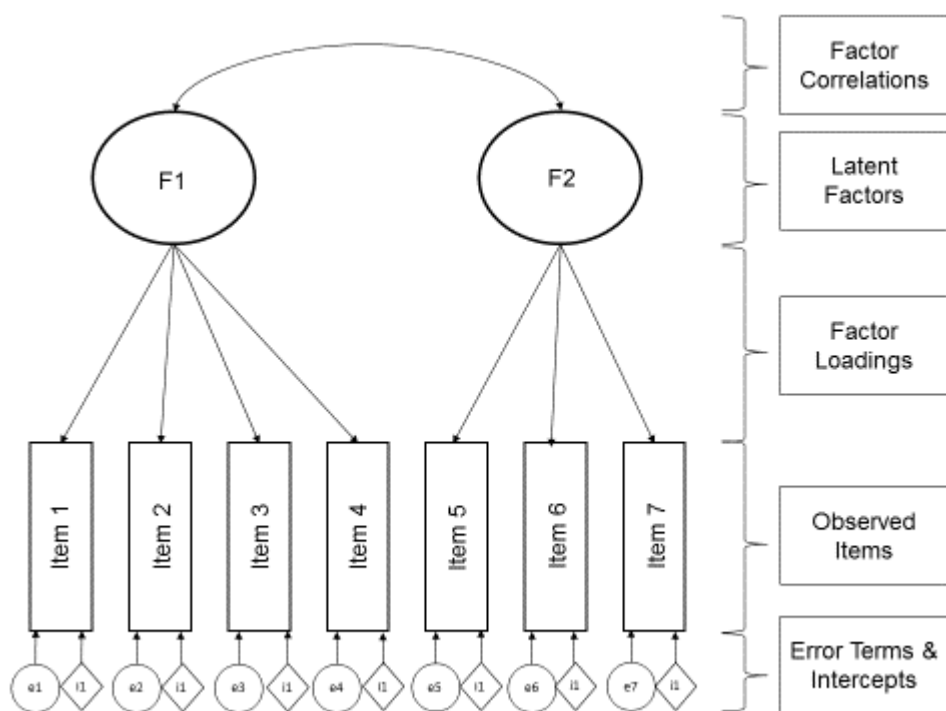 Factor
Correlations
F1
F2
Latent
Factors
Factor
Loadings
Item 1
Item 2
Item 3
Item 4
Item 5
Item 6
Item 7
Observed
Items
e1
i1
e2
i1
e3
i1
e4
i1
e5
i1
e6
i1
e7
i1
Error Terms &
Intercepts